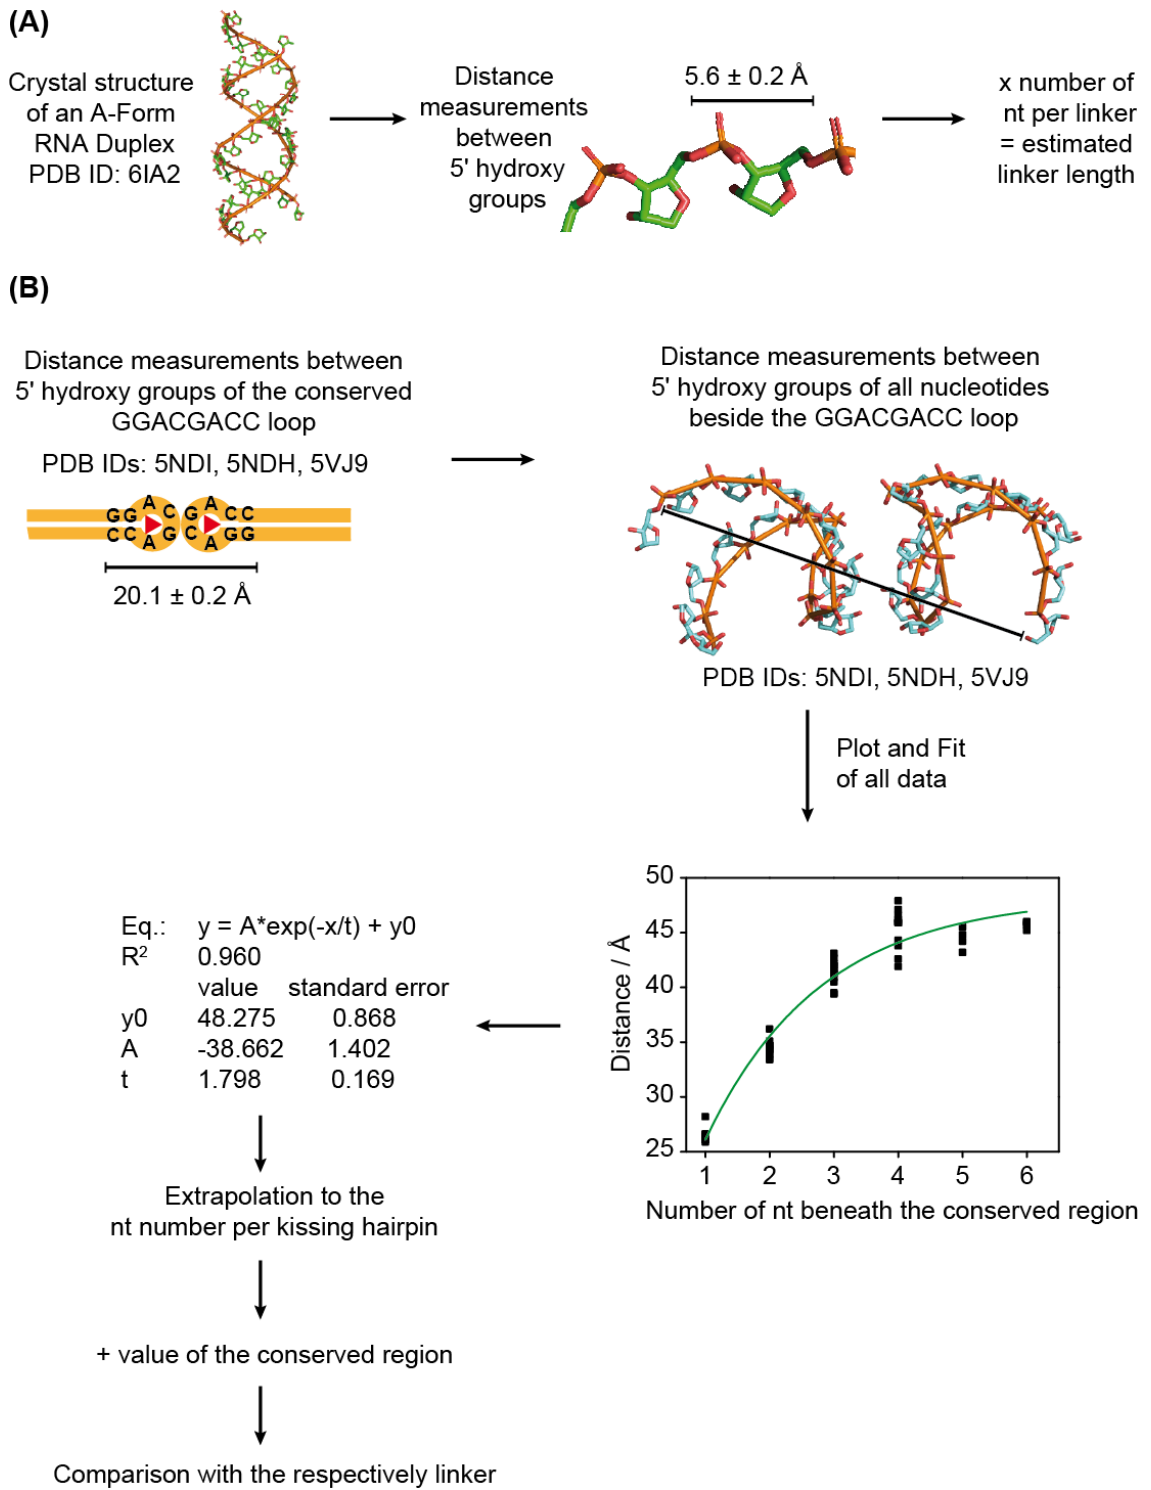 (A)
Crystal structure
of an A-Form
RNA Duplex
PDB ID: 6IA2
Distance
measurements
between
5' hydroxy
groups
5.6 ± 0.2 Å
x number of
nt per linker
= estimated
linker length
(B)
Distance measurements between
5' hydroxy groups of the conserved
GGACGACC loop
PDB IDs: 5NDI, 5NDH, 5VJ9
GGACGACC
CCAGCAGG
20.1 ± 0.2 Å
Distance measurements between
5' hydroxy groups of all nucleotides
beside the GGACGACC loop
PDB IDs: 5NDI, 5NDH, 5VJ9
Plot and Fit
of all data
50
45
40
35
30
25
Distance / Å
1 2 3 4 5 6
Number of nt beneath the conserved region
Eq.: y = A*exp(-x/t) + y0
R² 0.960
value standard error
y0 48.275 0.868
A -38.662 1.402
t 1.798 0.169
Extrapolation to the
nt number per kissing hairpin
+ value of the conserved region
Comparison with the respectively linker